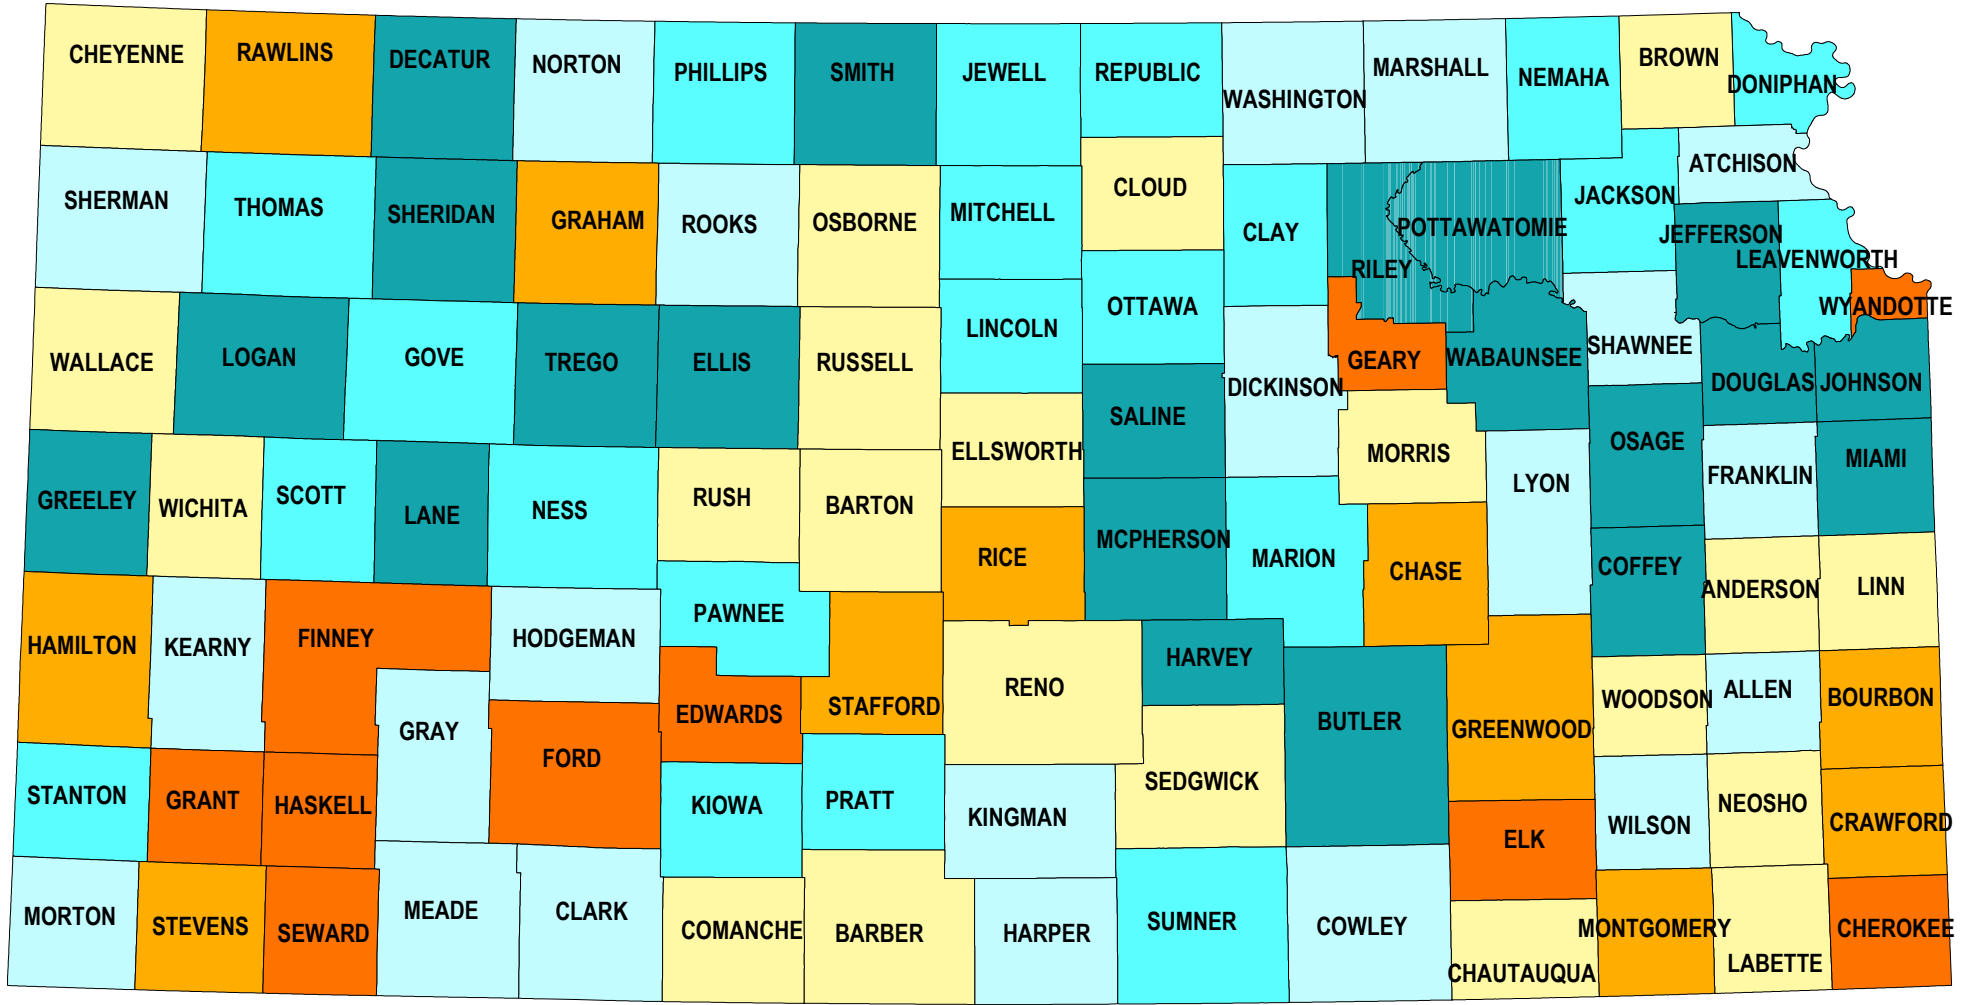 CHEYENNE
RAWLINS
DECATUR
NORTON
PHILLIPS
SMITH
JEWELL
REPUBLIC
WASHINGTON
MARSHALL
NEMAHA
BROWN
DONIPHAN
SHERMAN
THOMAS
SHERIDAN
GRAHAM
ROOKS
OSBORNE
MITCHELL
CLOUD
CLAY
RILEY
POTTAWATOMIE
JACKSON
ATCHISON
JEFFERSON
LEAVENWORTH
WYANDOTTE
WALLACE
LOGAN
GOVE
TREGO
ELLIS
RUSSELL
LINCOLN
OTTAWA
SALINE
DICKINSON
GEARY
WABAUNSEE
SHAWNEE
DOUGLAS
JOHNSON
GREELEY
WICHITA
SCOTT
LANE
NESS
RUSH
BARTON
ELLSWORTH
RICE
MCPHERSON
MARION
MORRIS
CHASE
LYON
OSAGE
FRANKLIN
MIAMI
COFFEY
ANDERSON
LINN
HAMILTON
KEARNY
FINNEY
HODGEMAN
PAWNEE
EDWARDS
STAFFORD
RENO
HARVEY
BUTLER
GREENWOOD
WOODSON
ALLEN
BOURBON
GRAY
FORD
STANTON
GRANT
HASKELL
KIOWA
PRATT
KINGMAN
SEDGWICK
ELK
WILSON
NEOSHO
CRAWFORD
MORTON
STEVENS
SEWARD
MEADE
CLARK
COMANCHE
BARBER
HARPER
SUMNER
COWLEY
CHAUTAUQUA
MONTGOMERY
LABETTE
CHEROKEE